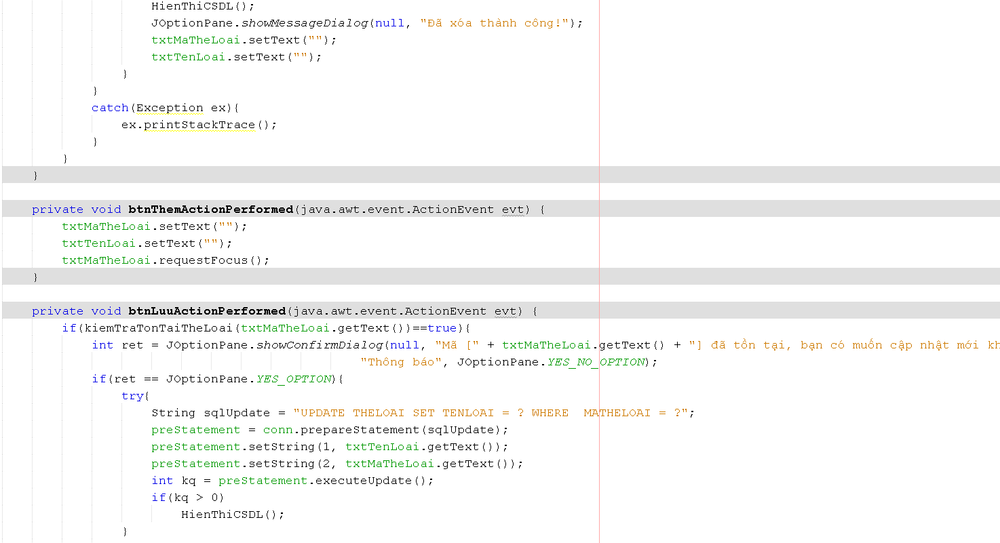 HienThiCSDL();
JOptionPane.showMessageDialog(null, "Đã xóa thành công!");
txtMaTheLoai.setText("");
txtTenLoai.setText("");
}
}
catch(Exception ex){
ex.printStackTrace();
}
}
}
private void btnThemActionPerformed(java.awt.event.ActionEvent evt) {
txtMaTheLoai.setText("");
txtTenLoai.setText("");
txtMaTheLoai.requestFocus();
}
private void btnLuuActionPerformed(java.awt.event.ActionEvent evt) {
if(kiemTraTonTaiTheLoai(txtMaTheLoai.getText())==true){
int ret = JOptionPane.showConfirmDialog(null, "Mã [" + txtMaTheLoai.getText() + "] đã tồn tại, bạn có muốn cập nhật mới kh
"Thông báo", JOptionPane.YES_NO_OPTION);
if(ret == JOptionPane.YES_OPTION){
try{
String sqlUpdate = "UPDATE THELOAI SET TENLOAI = ? WHERE  MATHELOAI = ?";
preStatement = conn.prepareStatement(sqlUpdate);
preStatement.setString(1, txtTenLoai.getText());
preStatement.setString(2, txtMaTheLoai.getText());
int kq = preStatement.executeUpdate();
if(kq > 0)
HienThiCSDL();
}